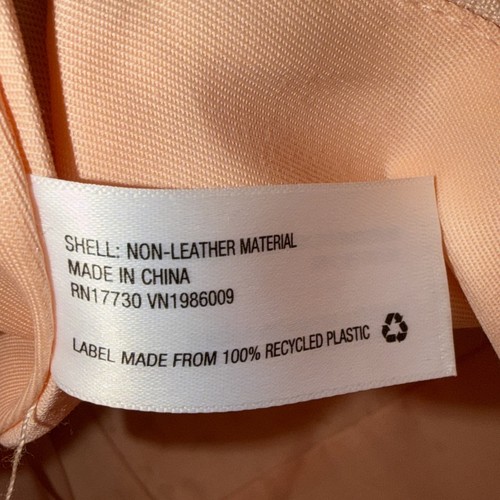 SHELL: NON-LEATHER MATERIAL
MADE IN CHINA
RN17730 VN1986009
LABEL MADE FROM 100% RECYCLED PLASTIC